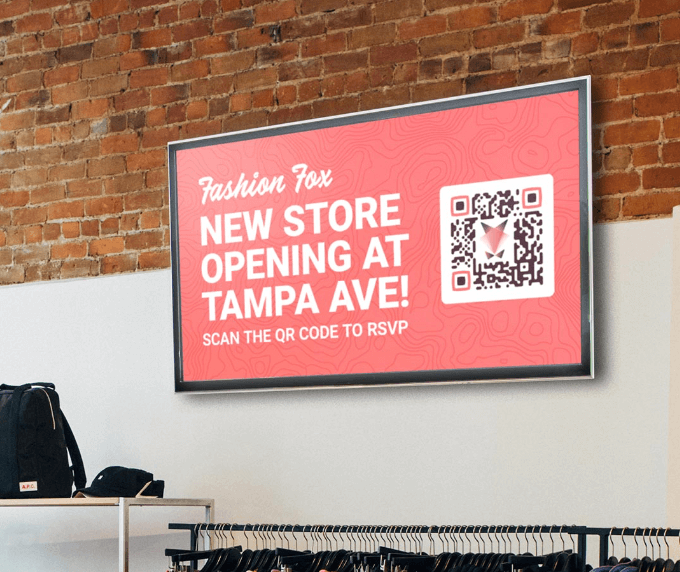 Fashion Fox
NEW STORE
OPENING AT
TAMPA AVE!
SCAN THE QR CODE TO RSVP
A.P.C.